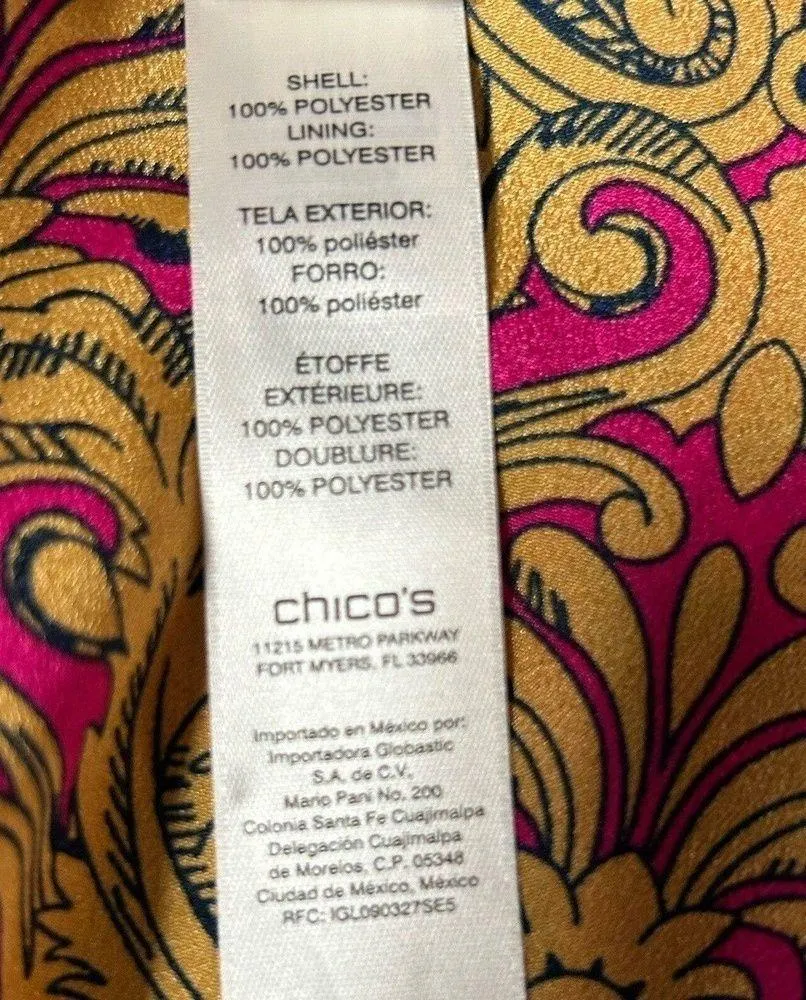 SHELL:
100% POLYESTER
LINING:
100% POLYESTER
TELA EXTERIOR:
100% poliéster
FORRO:
100% poliéster
ÉTOFFE
EXTÉRIEURE:
100% POLYESTER
DOUBLURE:
100% POLYESTER
chico's
11215 METRO PARKWAY
FORT MYERS, FL 33966
Importado en México por:
Importadora Globastic
S.A. de C.V.
Mario Pani No. 200
Colonia Santa Fe Cuajimalpa
Delegación Cuajimalpa
de Morelos, C.P. 05348
Ciudad de México, México
RFC: IGL090327SE5